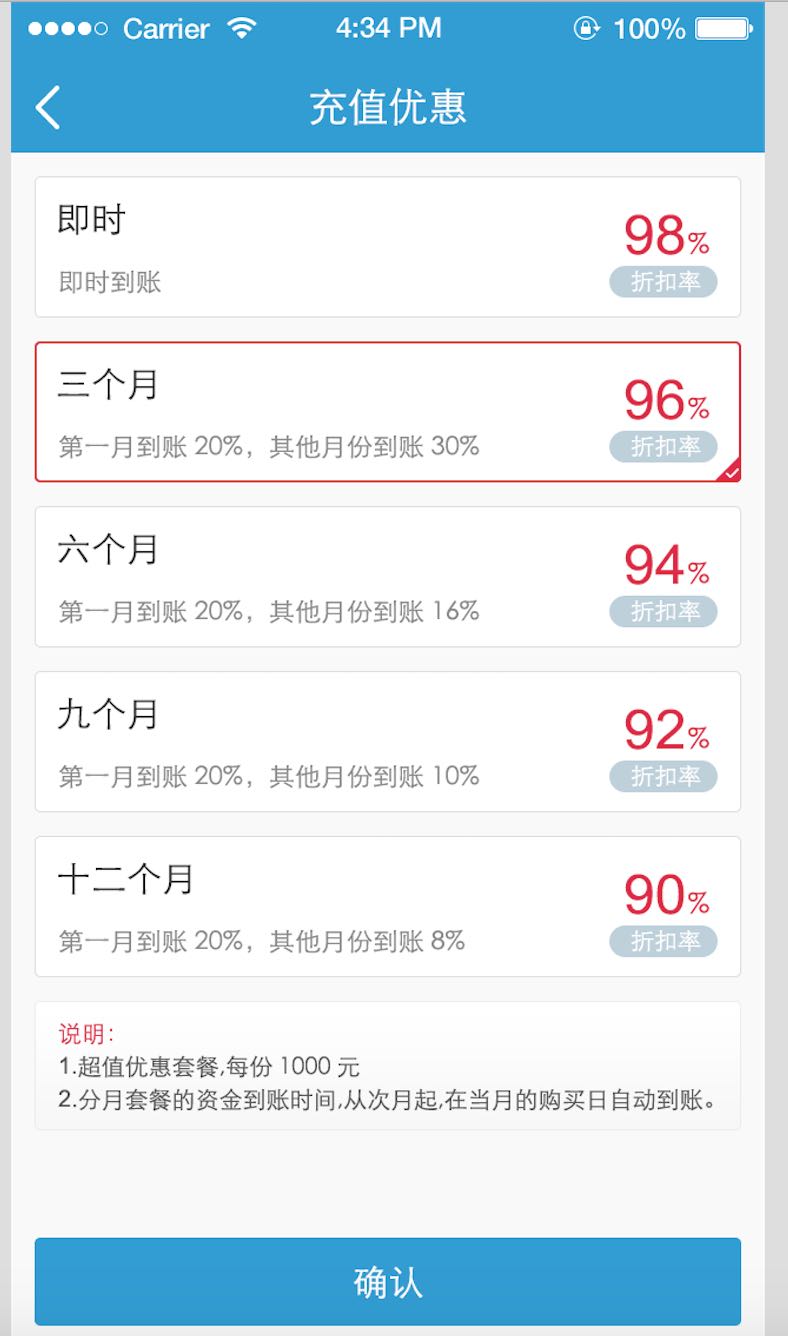 Carrier 4:34 PM 100%
充值优惠
即时
98%
即时到账
折扣率
三个月
96%
第一月到账 20%，其他月份到账 30%
折扣率
六个月
94%
第一月到账 20%，其他月份到账 16%
折扣率
九个月
92%
第一月到账 20%，其他月份到账 10%
折扣率
十二个月
90%
第一月到账 20%，其他月份到账 8%
折扣率
说明:
1.超值优惠套餐,每份 1000 元
2.分月套餐的资金到账时间,从次月起,在当月的购买日自动到账。
确认